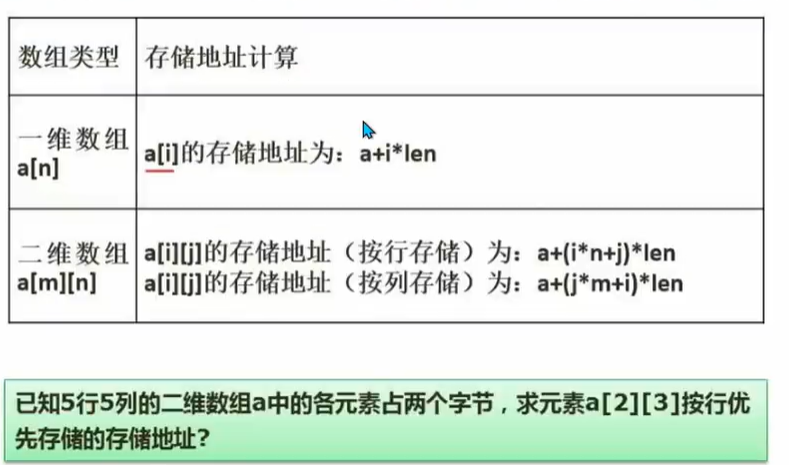 数组类型 存储地址计算
一维数组
a[n]
a[i]的存储地址为：a+i*len
二维数组
a[m][n]
a[i][j]的存储地址（按行存储）为：a+(i*n+j)*len
a[i][j]的存储地址（按列存储）为：a+(j*m+i)*len
已知5行5列的二维数组a中的各元素占两个字节，求元素a[2][3]按行优
先存储的存储地址？